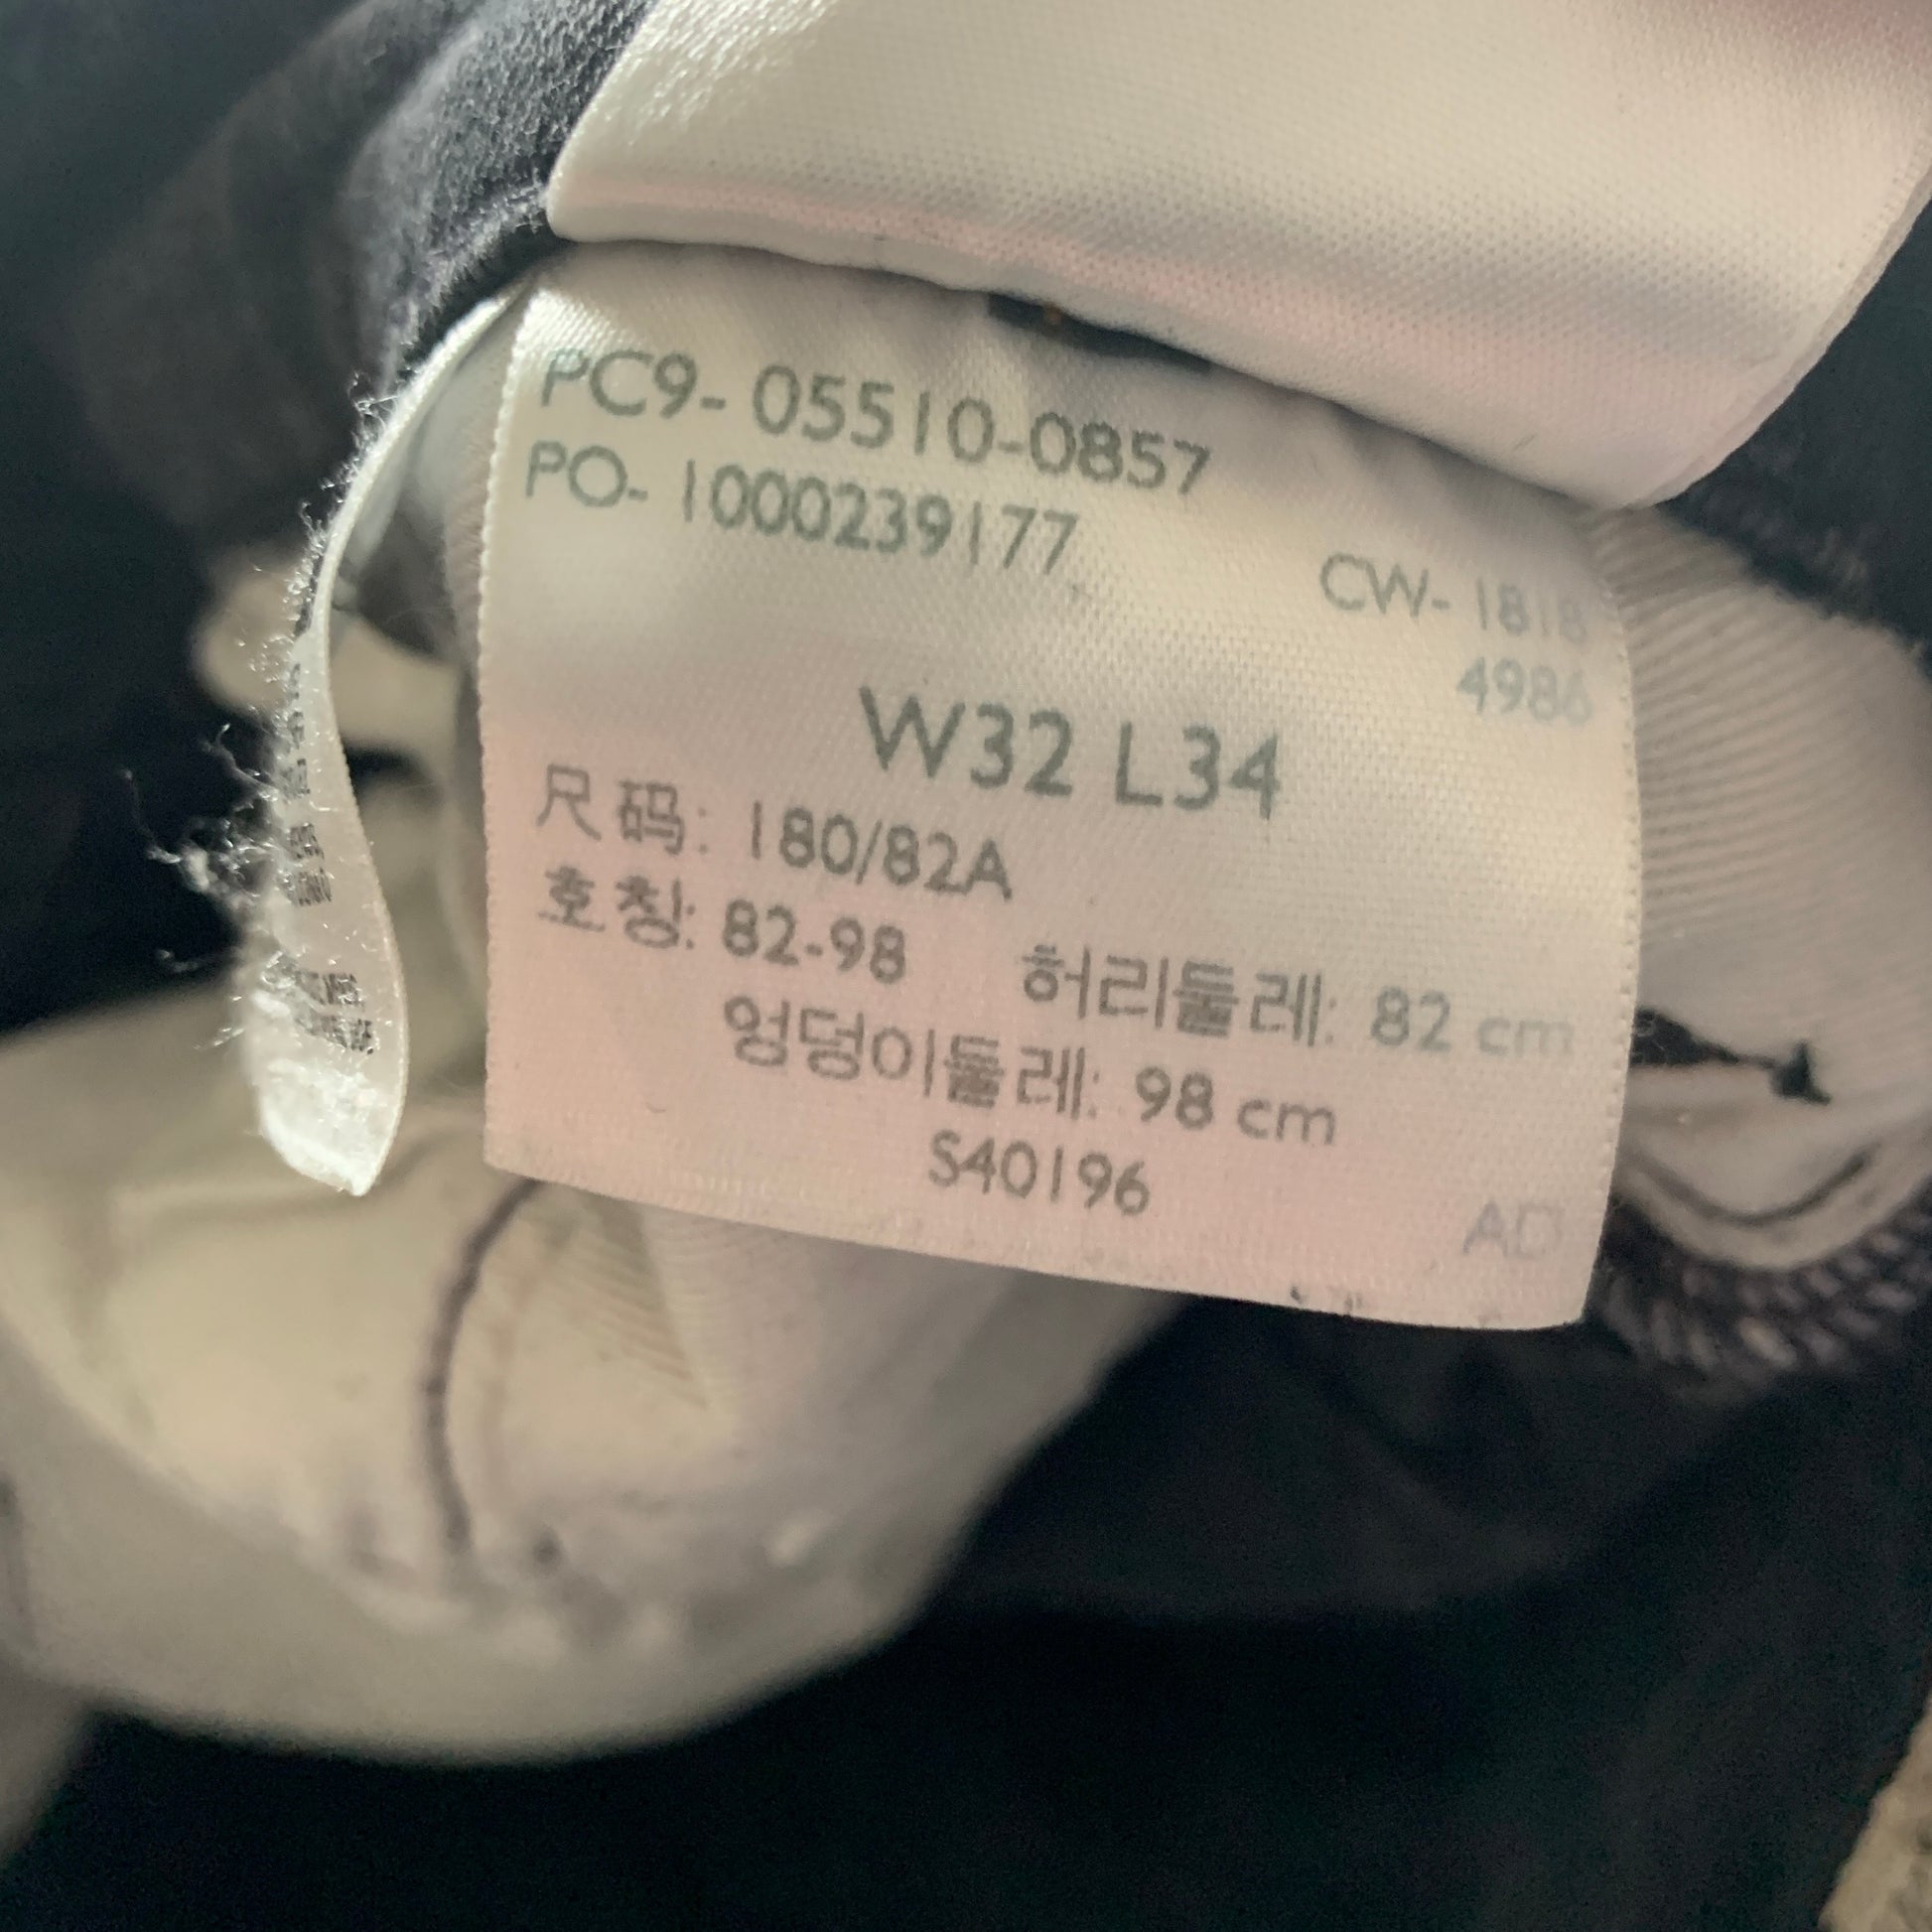 PC9- 05510-0857
PO- 1000239177
CW- 1818
4986
W32 L34
尺码: 180/82A
호칭: 82-98 허리둘레: 82 cm
엉덩이둘레: 98 cm
S40196
AD